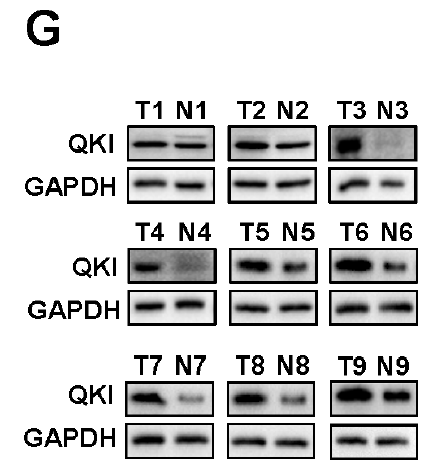 G
T1 N1 T2 N2 T3 N3
QKI
GAPDH
T4 N4 T5 N5 T6 N6
QKI
GAPDH
T7 N7 T8 N8 T9 N9
QKI
GAPDH